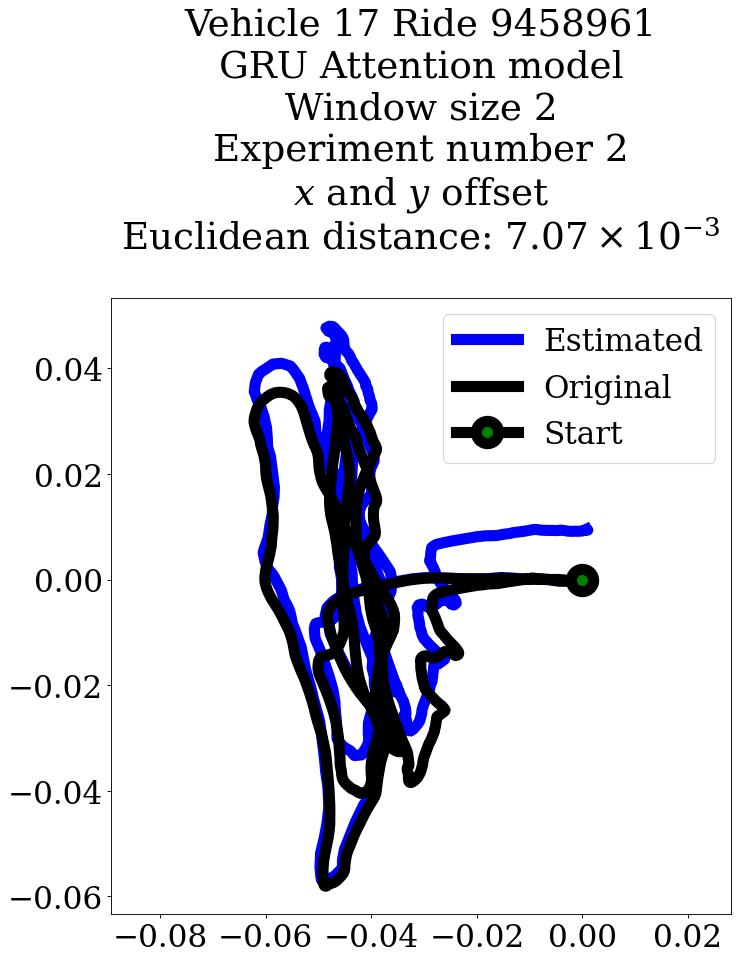 Vehicle 17 Ride 9458961
GRU Attention model
Window size 2
Experiment number 2
x and y offset
Euclidean distance: 7.07 × 10⁻³
Estimated
Original
Start
0.04
0.02
0.00
−0.02
−0.04
−0.06
−0.08 −0.06 −0.04 −0.02 0.00 0.02